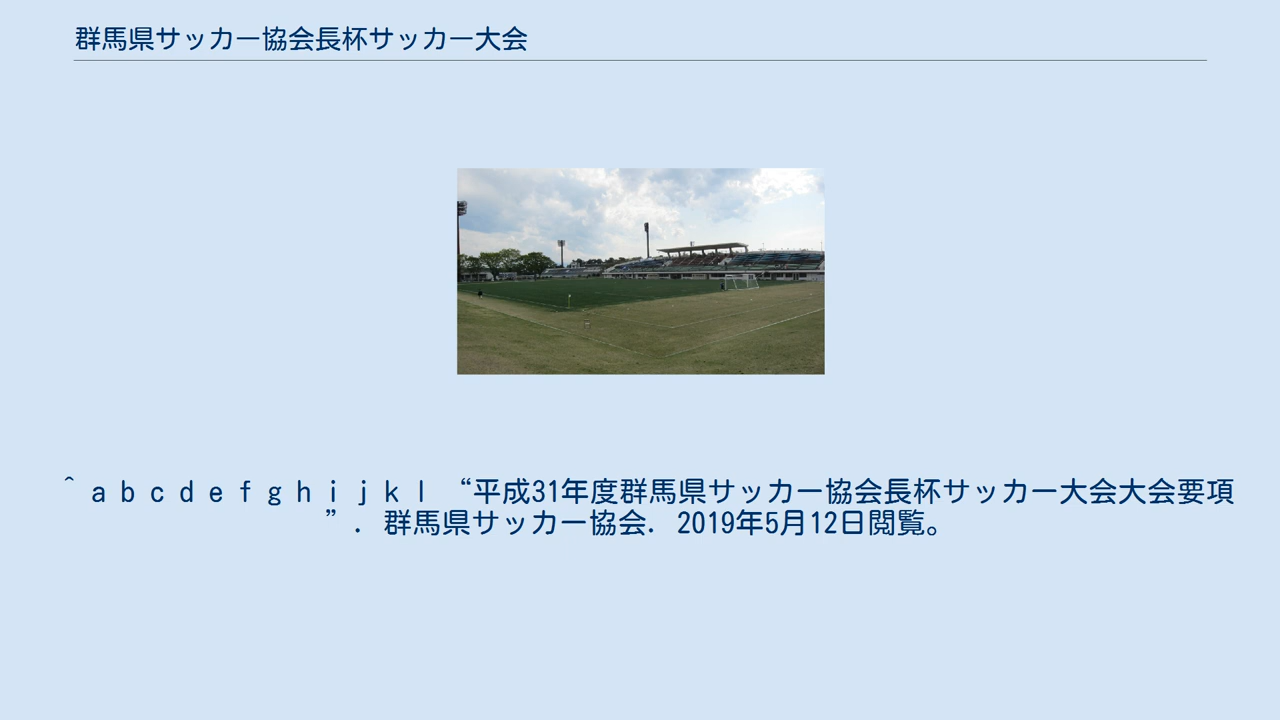 群馬県サッカー協会長杯サッカー大会
^ a b c d e f g h i j k l “平成31年度群馬県サッカー協会長杯サッカー大会大会要項
”. 群馬県サッカー協会. 2019年5月12日閲覧。